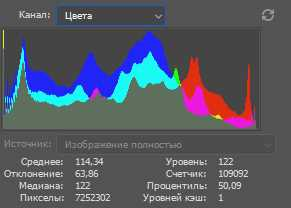 Канал: Цвета
Источник: Изображение полностью
Среднее: 114,34 Уровень: 122
Отклонение: 63,86 Счетчик: 109092
Медиана: 122 Процентиль: 50,09
Пикселы: 7252302 Уровней кэш: 1